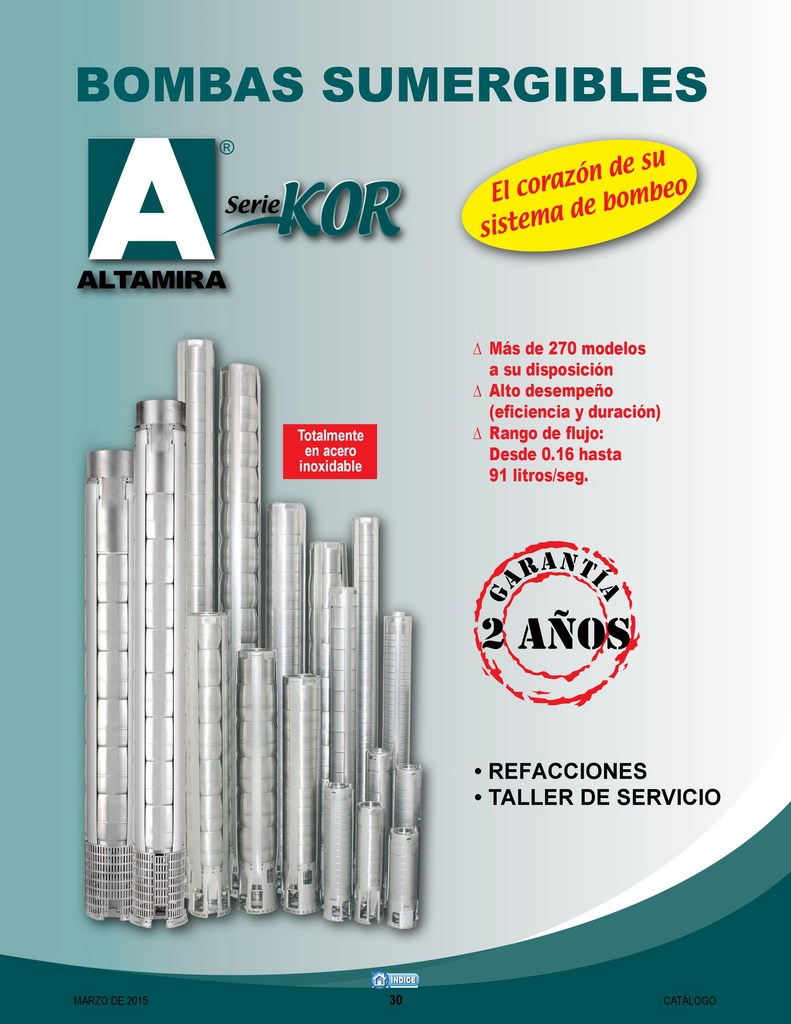 BOMBAS SUMERGIBLES
A®
ALTAMIRA
Serie KOR
El corazón de su
sistema de bombeo
Δ Más de 270 modelos
a su disposición
Δ Alto desempeño
(eficiencia y duración)
Δ Rango de flujo:
Desde 0.16 hasta
91 litros/seg.
Totalmente
en acero
inoxidable
GARANTÍA
2 AÑOS
• REFACCIONES
• TALLER DE SERVICIO
ÍNDICE
MARZO DE 2015
30
CATÁLOGO